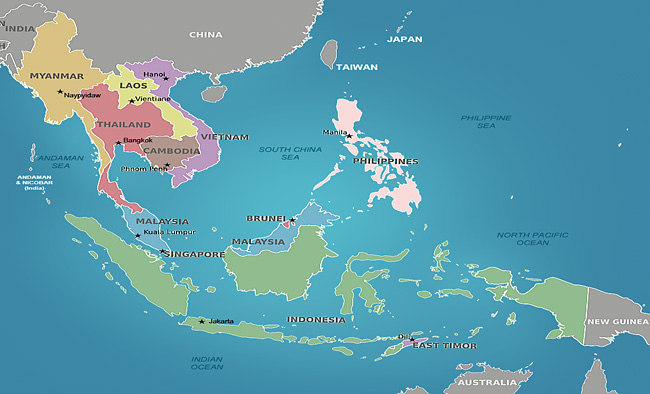 INDIA
CHINA
JAPAN
TAIWAN
MYANMAR
Naypyidaw
Hanoi
LAOS
Vientiane
THAILAND
Bangkok
VIETNAM
CAMBODIA
Phnom Penh
ANDAMAN
SEA
ANDAMAN
& NICOBAR
(India)
SOUTH CHINA
SEA
Manila
PHILIPPINES
PHILIPPINE
SEA
MALAYSIA
Kuala Lumpur
SINGAPORE
BRUNEI
MALAYSIA
NORTH PACIFIC
OCEAN
Jakarta
INDONESIA
Dili
EAST TIMOR
NEW GUINEA
INDIAN
OCEAN
AUSTRALIA